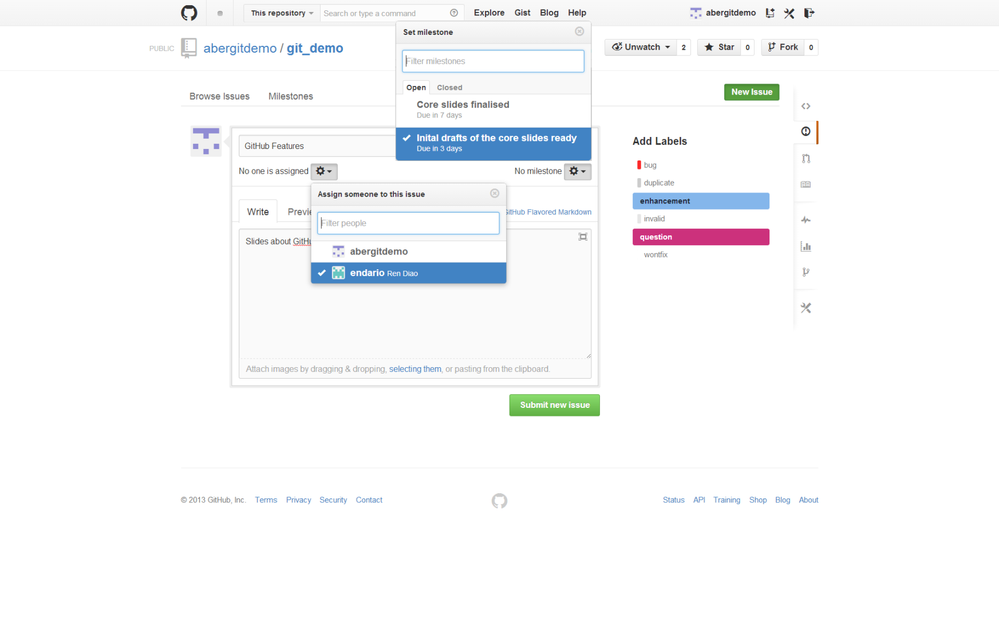 This repository
Search or type a command
Explore Gist Blog Help
abergitdemo
Set milestone
PUBLIC abergitdemo / git_demo
Unwatch 2 Star 0 Fork 0
Filter milestones
Open Closed
Browse Issues Milestones
New Issue
Core slides finalised
Due in 7 days
Inital drafts of the core slides ready
Due in 3 days
GitHub Features
No one is assigned
No milestone
Add Labels
bug
duplicate
enhancement
invalid
question
wontfix
Assign someone to this issue
Write Previe
GitHub Flavored Markdown
Filter people
Slides about GitHu
abergitdemo
endario Ren Diao
Attach images by dragging & dropping, selecting them, or pasting from the clipboard.
Submit new issue
© 2013 GitHub, Inc. Terms Privacy Security Contact
Status API Training Shop Blog About